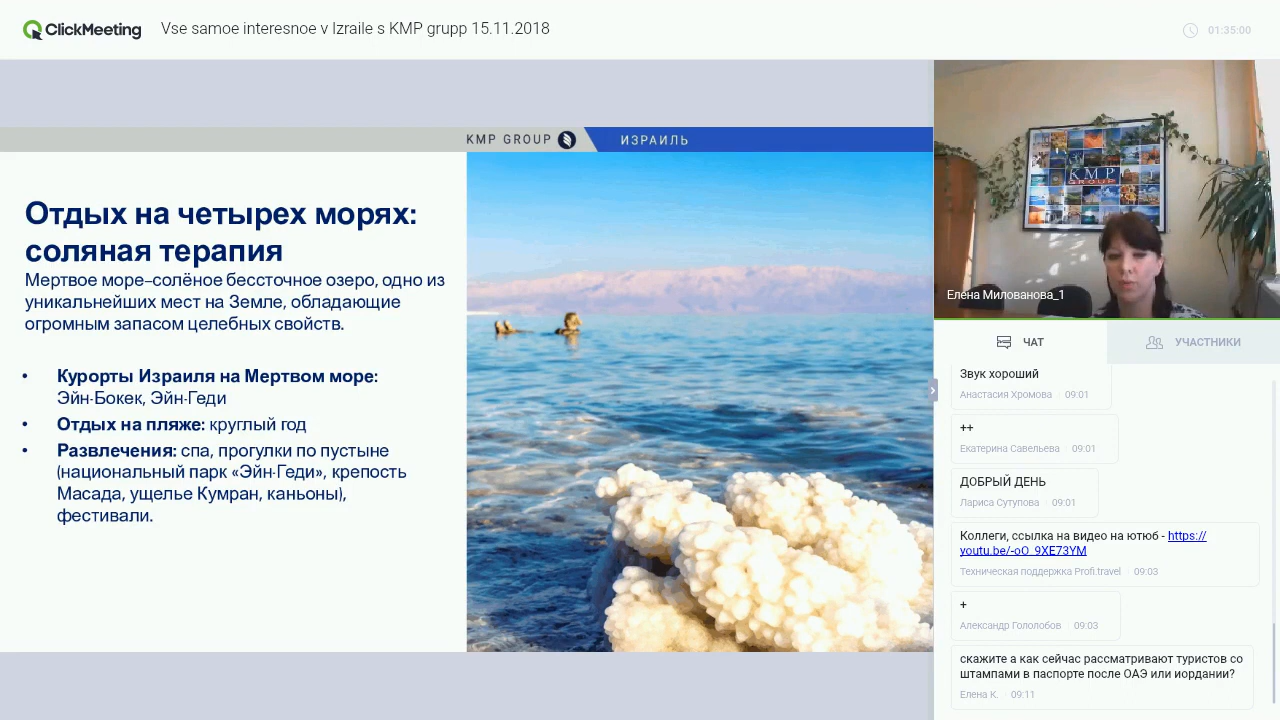 ClickMeeting
Vse samoe interesnoe v Izraile s KMP grupp 15.11.2018
01:35:00
KMP GROUP
ИЗРАИЛЬ
Отдых на четырех морях:
соляная терапия
Мертвое море–солёное бессточное озеро, одно из
уникальнейших мест на Земле, обладающие
огромным запасом целебных свойств.
• Курорты Израиля на Мертвом море:
Эйн-Бокек, Эйн-Геди
• Отдых на пляже: круглый год
• Развлечения: спа, прогулки по пустыне
(национальный парк «Эйн-Геди», крепость
Масада, ущелье Кумран, каньоны),
фестивали.
KMP
GROUP
Елена Милованова_1
ЧАТ
УЧАСТНИКИ
Звук хороший
Анастасия Хромова · 09:01
++
Екатерина Савельева · 09:01
ДОБРЫЙ ДЕНЬ
Лариса Сутупова · 09:01
Коллеги, ссылка на видео на ютюб - https://
youtu.be/-oO_9XE73YM
Техническая поддержка Profi.travel · 09:03
+
Александр Гололобов · 09:03
скажите а как сейчас рассматривают туристов со
штампами в паспорте после ОАЭ или иордании?
Елена К. · 09:11